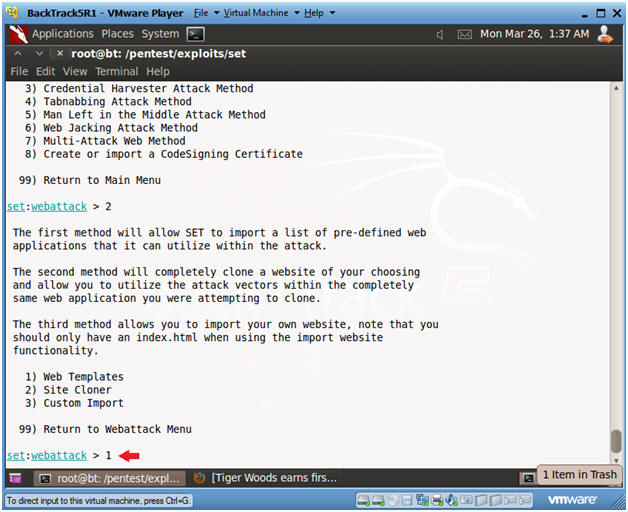 BackTrack5R1 - VMware Player File Virtual Machine Help
Applications Places System Mon Mar 26, 1:37 AM
root@bt: /pentest/exploits/set
File Edit View Terminal Help
3) Credential Harvester Attack Method
4) Tabnabbing Attack Method
5) Man Left in the Middle Attack Method
6) Web Jacking Attack Method
7) Multi-Attack Web Method
8) Create or import a CodeSigning Certificate
99) Return to Main Menu
set:webattack > 2
The first method will allow SET to import a list of pre-defined web
applications that it can utilize within the attack.
The second method will completely clone a website of your choosing
and allow you to utilize the attack vectors within the completely
same web application you were attempting to clone.
The third method allows you to import your own website, note that you
should only have an index.html when using the import website
functionality.
1) Web Templates
2) Site Cloner
3) Custom Import
99) Return to Webattack Menu
set:webattack > 1
root@bt: /pentest/expl... [Tiger Woods earns firs... 1 Item in Trash
To direct input to this virtual machine, press Ctrl+G. vmware